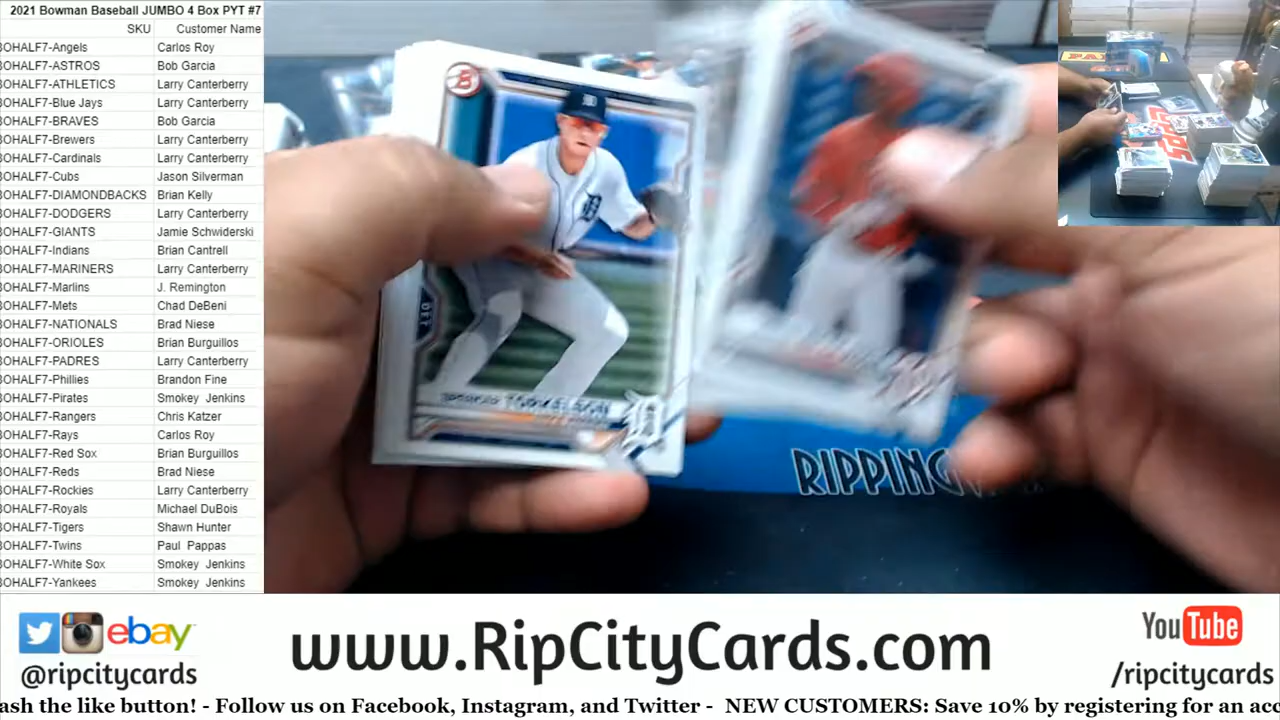 2021 Bowman Baseball JUMBO 4 Box PYT #7
SKU Customer Name
BOHALF7-Angels Carlos Roy
BOHALF7-ASTROS Bob Garcia
BOHALF7-ATHLETICS Larry Canterberry
BOHALF7-Blue Jays Larry Canterberry
BOHALF7-BRAVES Bob Garcia
BOHALF7-Brewers Larry Canterberry
BOHALF7-Cardinals Larry Canterberry
BOHALF7-Cubs Jason Silverman
BOHALF7-DIAMONDBACKS Brian Kelly
BOHALF7-DODGERS Larry Canterberry
BOHALF7-GIANTS Jamie Schwiderski
BOHALF7-Indians Brian Cantrell
BOHALF7-MARINERS Larry Canterberry
BOHALF7-Marlins J. Remington
BOHALF7-Mets Chad DeBeni
BOHALF7-NATIONALS Brad Niese
BOHALF7-ORIOLES Brian Burguillos
BOHALF7-PADRES Larry Canterberry
BOHALF7-Phillies Brandon Fine
BOHALF7-Pirates Smokey Jenkins
BOHALF7-Rangers Chris Katzer
BOHALF7-Rays Carlos Roy
BOHALF7-Red Sox Brian Burguillos
BOHALF7-Reds Brad Niese
BOHALF7-Rockies Larry Canterberry
BOHALF7-Royals Michael DuBois
BOHALF7-Tigers Shawn Hunter
BOHALF7-Twins Paul Pappas
BOHALF7-White Sox Smokey Jenkins
BOHALF7-Yankees Smokey Jenkins
TORKELSON
RIPPING
ebay
@ripcitycards
www.RipCityCards.com
YouTube
/ripcitycards
ash the like button! - Follow us on Facebook, Instagram, and Twitter - NEW CUSTOMERS: Save 10% by registering for an acc